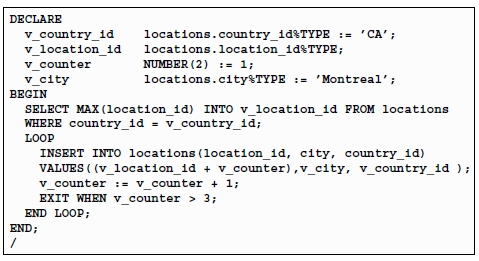 DECLARE
v_country_id locations.country_id%TYPE := ’CA’;
v_location_id locations.location_id%TYPE;
v_counter NUMBER(2) := 1;
v_city locations.city%TYPE := ’Montreal’;
BEGIN
SELECT MAX(location_id) INTO v_location_id FROM locations
WHERE country_id = v_country_id;
LOOP
INSERT INTO locations(location_id, city, country_id)
VALUES((v_location_id + v_counter),v_city, v_country_id );
v_counter := v_counter + 1;
EXIT WHEN v_counter > 3;
END LOOP;
END;
/